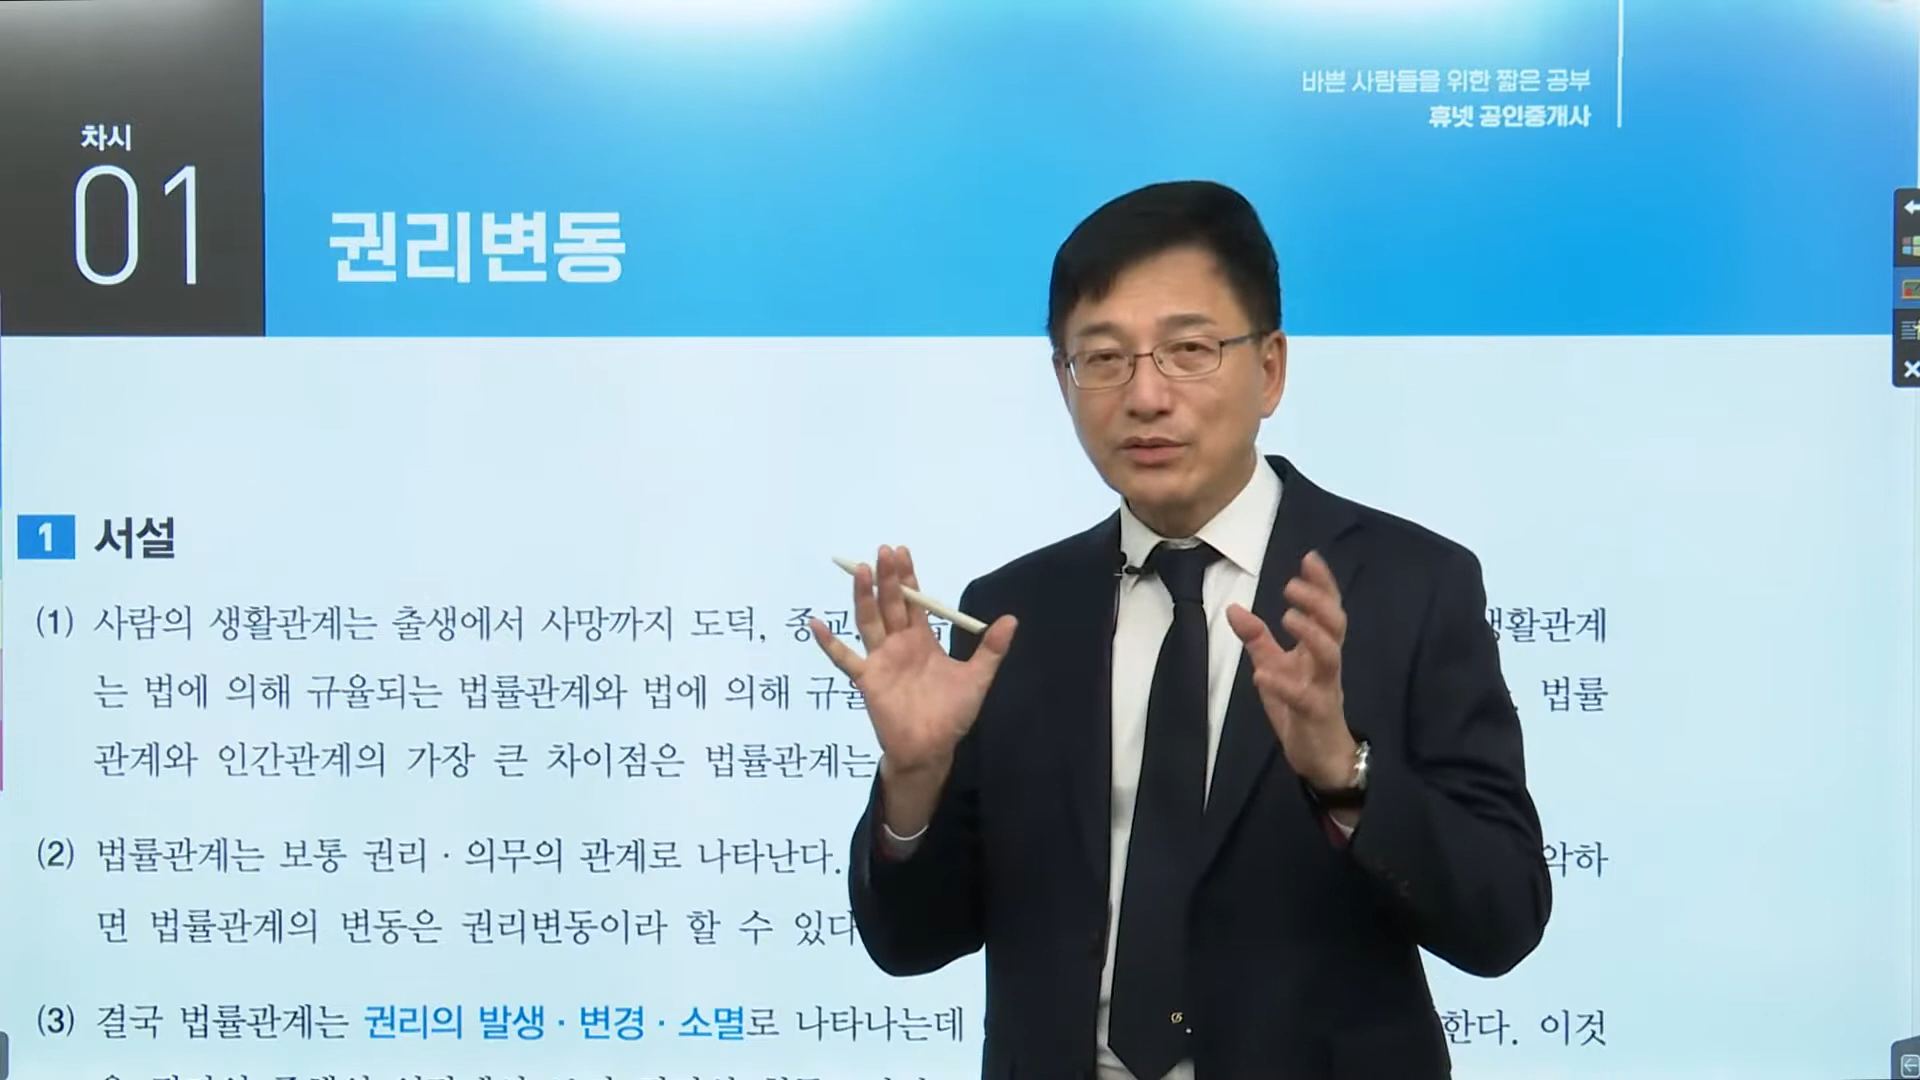 차시
01
바쁜 사람들을 위한 짧은 공부
휴넷 공인중개사
권리변동
1 서설
(1) 사람의 생활관계는 출생에서 사망까지 도덕, 종교, 생활관계
는 법에 의해 규율되는 법률관계와 법에 의해 규율 법률
관계와 인간관계의 가장 큰 차이점은 법률관계는
(2) 법률관계는 보통 권리 · 의무의 관계로 나타난다. 악하
면 법률관계의 변동은 권리변동이라 할 수 있다
(3) 결국 법률관계는 권리의 발생 · 변경 · 소멸로 나타나는데 한다. 이것